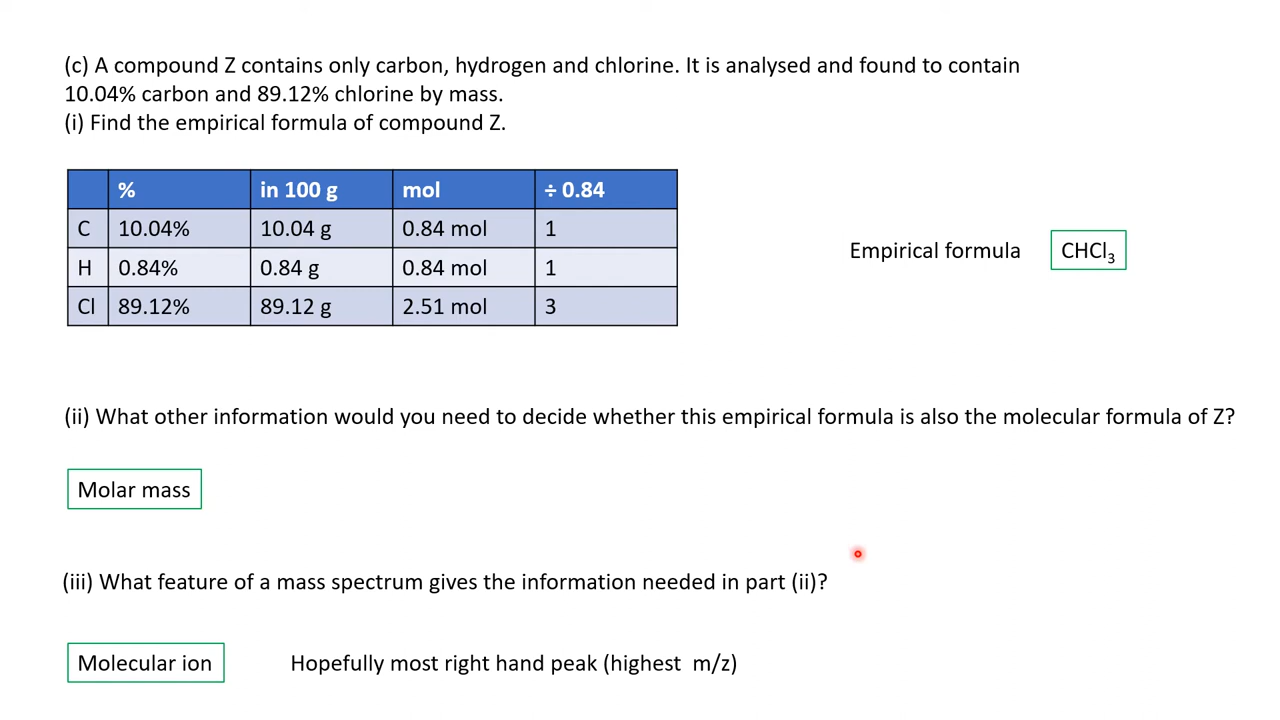 (c) A compound Z contains only carbon, hydrogen and chlorine. It is analysed and found to contain
10.04% carbon and 89.12% chlorine by mass.
(i) Find the empirical formula of compound Z.
% in 100 g mol ÷ 0.84
C 10.04% 10.04 g 0.84 mol 1
H 0.84% 0.84 g 0.84 mol 1
Cl 89.12% 89.12 g 2.51 mol 3
Empirical formula CHCl₃
(ii) What other information would you need to decide whether this empirical formula is also the molecular formula of Z?
Molar mass
(iii) What feature of a mass spectrum gives the information needed in part (ii)?
Molecular ion Hopefully most right hand peak (highest m/z)